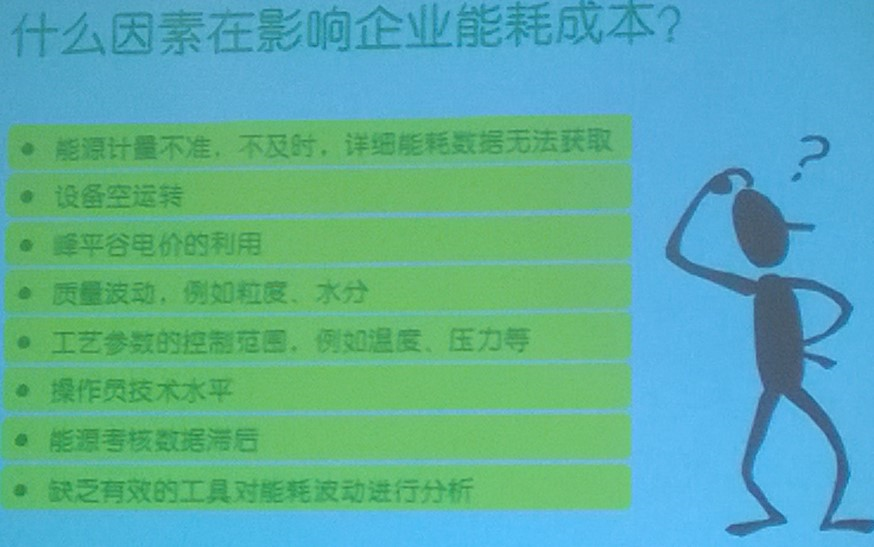 什么因素在影响企业能耗成本?
• 能源计量不准，不及时，详细能耗数据无法获取
• 设备空运转
• 峰平谷电价的利用
• 质量波动，例如粒度、水分
• 工艺参数的控制范围，例如温度、压力等
• 操作员技术水平
• 能源考核数据滞后
• 缺乏有效的工具对能耗波动进行分析
?